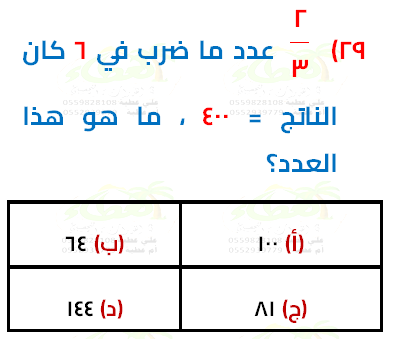 ٢٩) ٢/٣ عدد ما ضرب في ٦ كان
الناتج = ٤٠٠ ، ما هو هذا
العدد؟
(أ) ١٠٠ (ب) ٦٤
(ج) ٨١ (د) ١٤٤